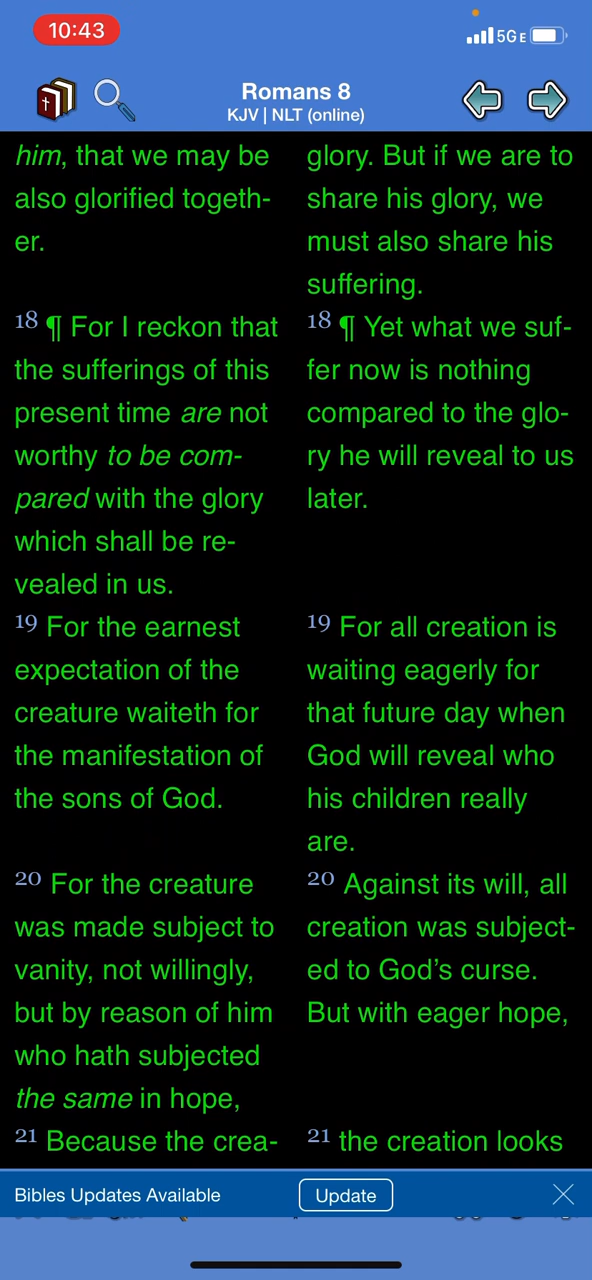 10:43
5G E
Romans 8
KJV | NLT (online)
him, that we may be
also glorified togeth-
er.
18 ¶ For I reckon that
the sufferings of this
present time are not
worthy to be com-
pared with the glory
which shall be re-
vealed in us.
19 For the earnest
expectation of the
creature waiteth for
the manifestation of
the sons of God.
20 For the creature
was made subject to
vanity, not willingly,
but by reason of him
who hath subjected
the same in hope,
21 Because the crea-
glory. But if we are to
share his glory, we
must also share his
suffering.
18 ¶ Yet what we suf-
fer now is nothing
compared to the glo-
ry he will reveal to us
later.
19 For all creation is
waiting eagerly for
that future day when
God will reveal who
his children really
are.
20 Against its will, all
creation was subject-
ed to God’s curse.
But with eager hope,
21 the creation looks
Bibles Updates Available
Update